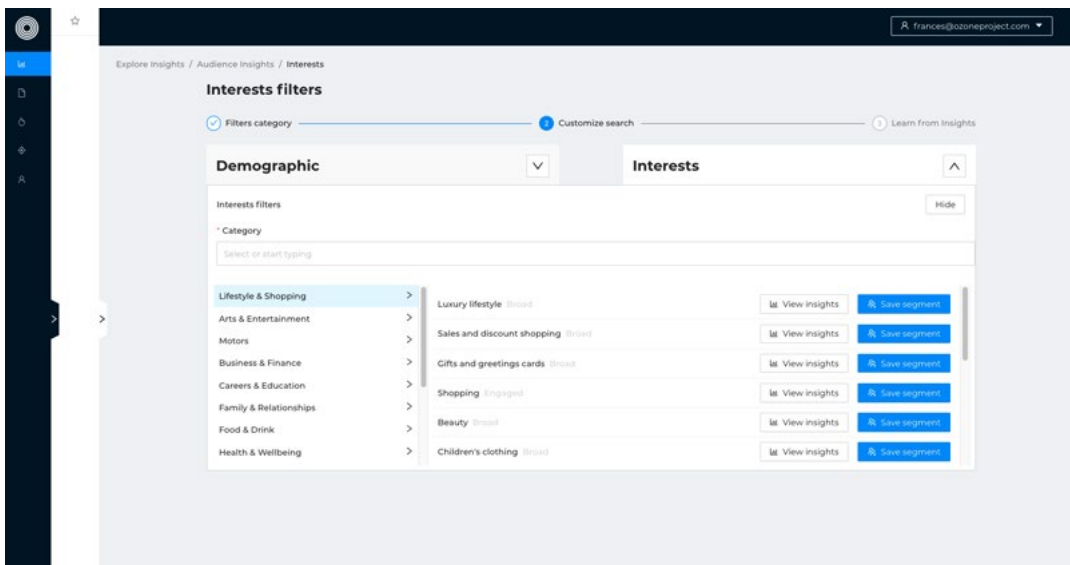 frances@ozoneproject.com
Explore Insights / Audience Insights / Interests
Interests filters
Filters category
2 Customize search
3 Learn from Insights
Demographic
Interests
Interests filters
Hide
* Category
Select or start typing
Lifestyle & Shopping
Arts & Entertainment
Motors
Business & Finance
Careers & Education
Family & Relationships
Food & Drink
Health & Wellbeing
Luxury lifestyle Broad View insights Save segment
Sales and discount shopping Broad View insights Save segment
Gifts and greetings cards Broad View insights Save segment
Shopping Engaged View insights Save segment
Beauty Broad View insights Save segment
Children's clothing Broad View insights Save segment